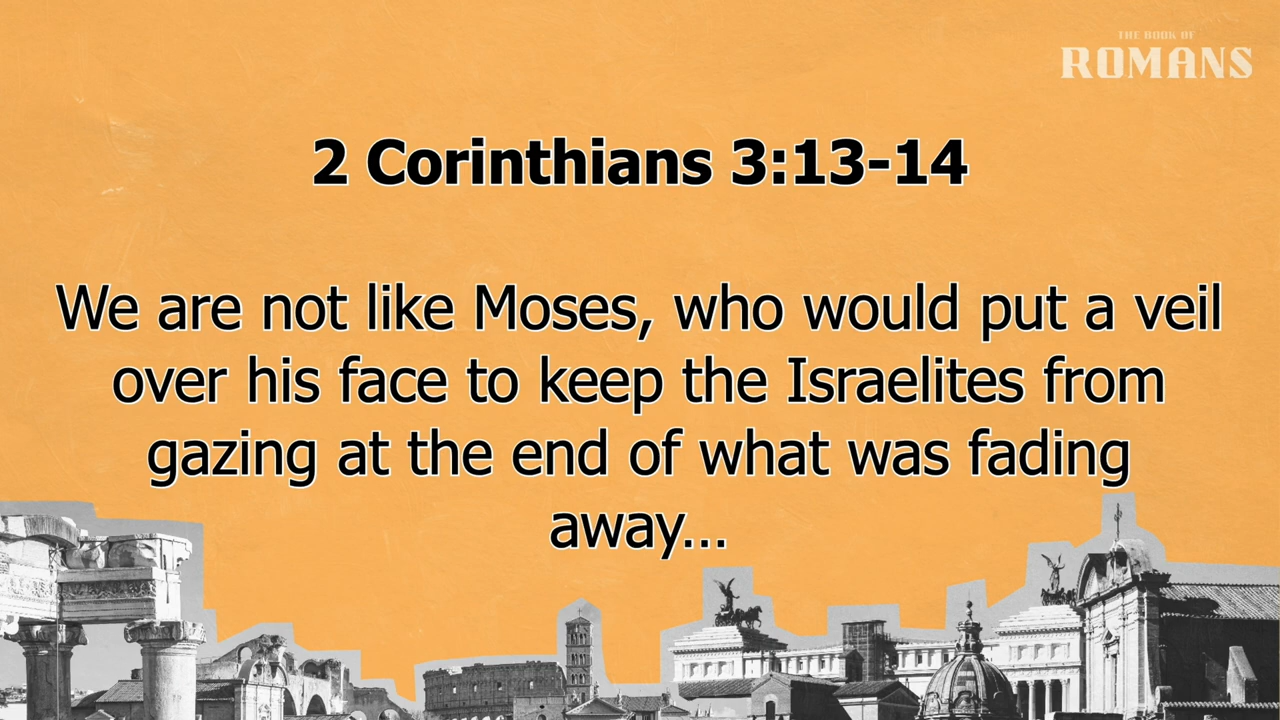 THE BOOK OF
ROMANS
2 Corinthians 3:13-14
We are not like Moses, who would put a veil
over his face to keep the Israelites from
gazing at the end of what was fading
away...